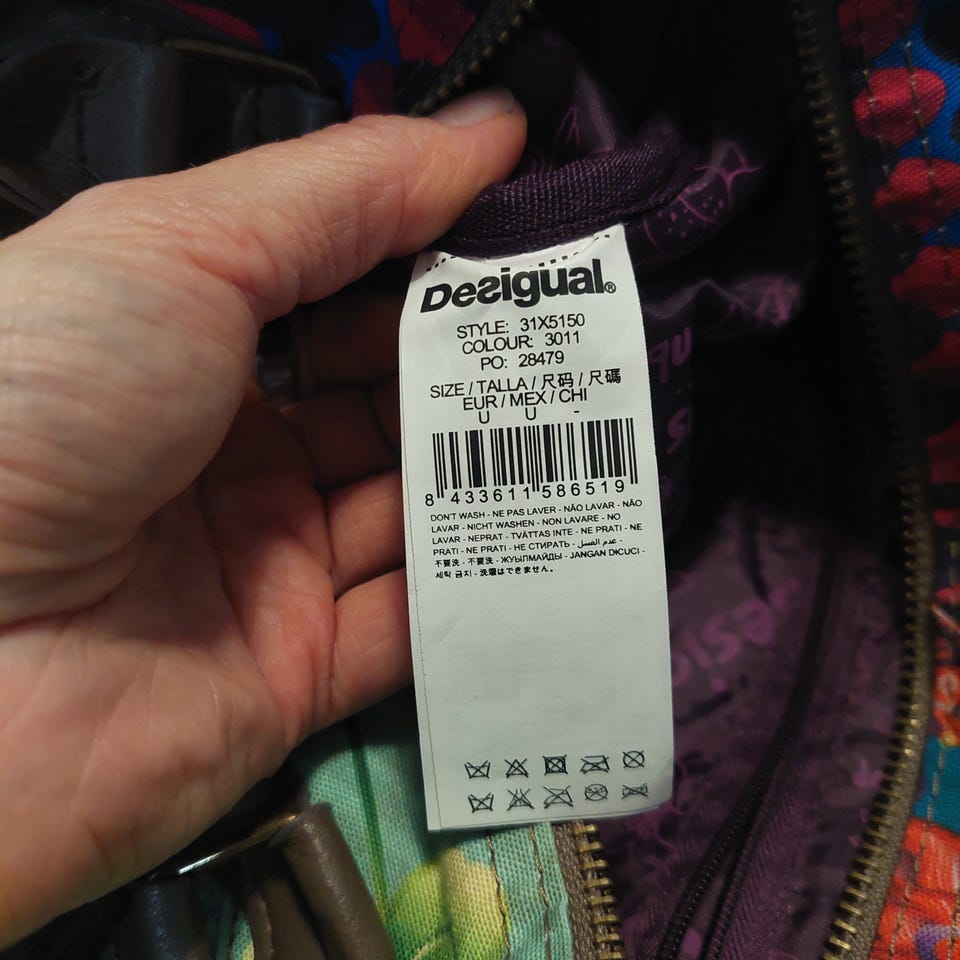 Desigual®
STYLE: 31X5150
COLOUR: 3011
PO: 28479
SIZE / TALLA / 尺码 / 尺碼
EUR / MEX / CHI
U U -
8 433611 586519
DON'T WASH - NE PAS LAVER - NÃO LAVAR - NÃO
LAVAR - NICHT WASHEN - NON LAVARE - NO
LAVAR - NEPRAT - TVÄTTAS INTE - NE PRATI - NE
PRATI - NE PRATI - НЕ СТИРАТЬ - عدم الغسل -
不要洗 - 不要洗 - ЖУЫЛМАЙДЫ - JANGAN DICUCI -
세탁 금지 - 洗濯はできません。